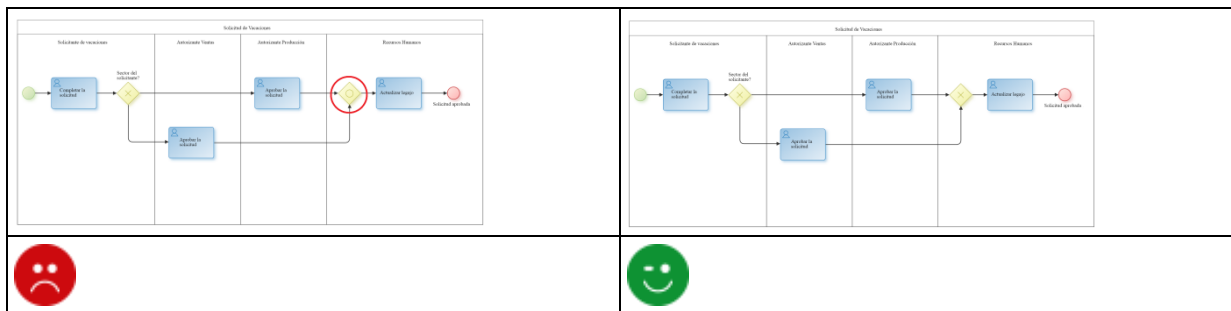 Solicitud de Vacaciones
Solicitante de vacaciones
Autorizante Ventas
Autorizante Producción
Recursos Humanos
Sector del
solicitante?
Completa la
solicitud
Aprobar la
solicitud
Actualizar legajo
Solicitud aprobada
Aprobar la
solicitud
Solicitud de Vacaciones
Solicitante de vacaciones
Autorizante Ventas
Autorizante Producción
Recursos Humanos
Sector del
solicitante?
Completa la
solicitud
Aprobar la
solicitud
Actualizar legajo
Solicitud aprobada
Aprobar la
solicitud